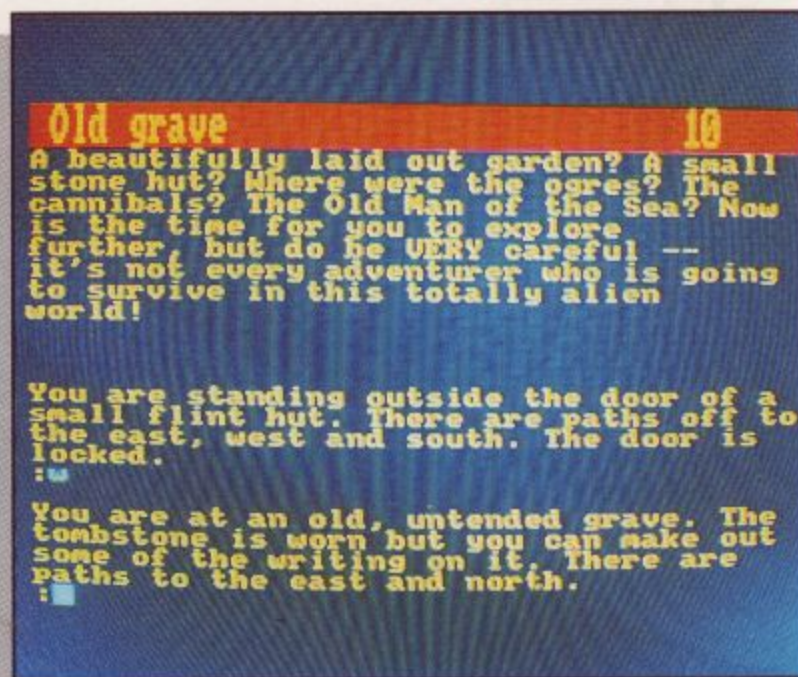 Old grave 10
A beautifully laid out garden? A small
stone hut? Where were the ogres? The
cannibals? The Old Man of the Sea? Now
is the time for you to explore
further, but do be VERY careful --
it's not every adventurer who is going
to survive in this totally alien
world!
You are standing outside the door of a
small flint hut. There are paths off to
the east, west and south. The door is
locked.
:w
You are at an old, untended grave. The
tombstone is worn but you can make out
some of the writing on it. There are
paths to the east and north.
: